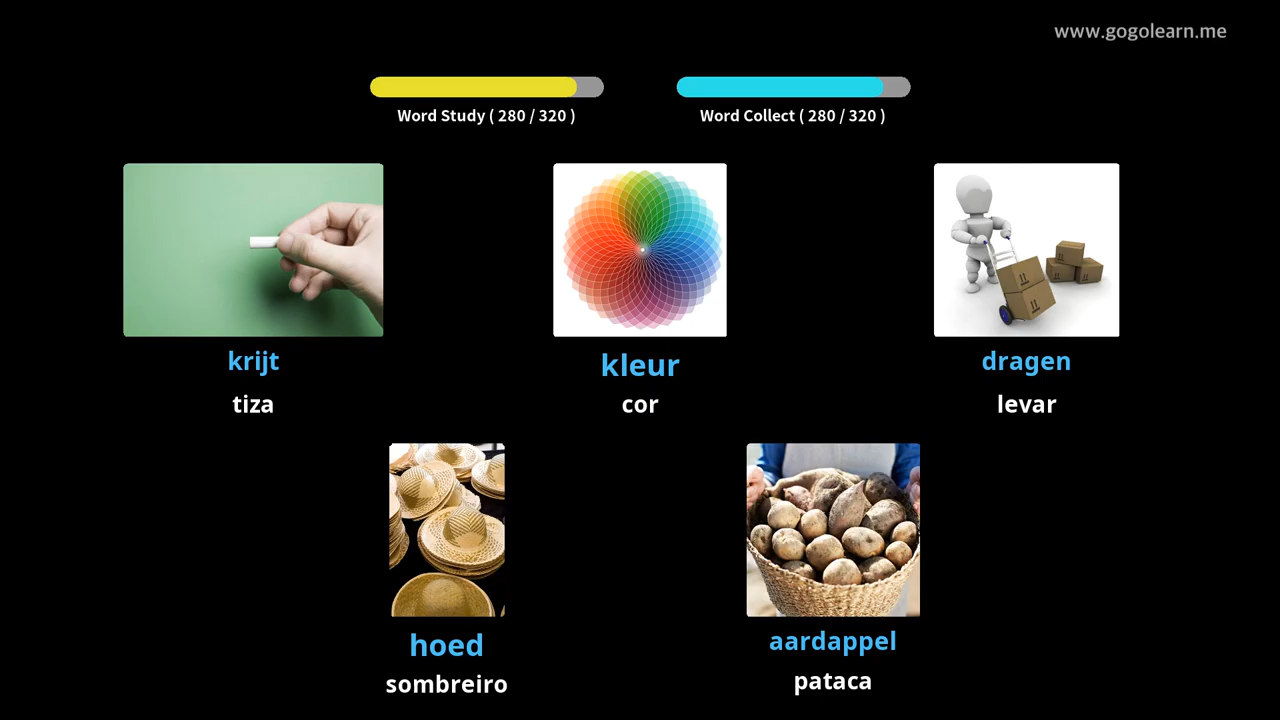 www.gogolearn.me
Word Study ( 280 / 320 )
Word Collect ( 280 / 320 )
krijt
tiza
kleur
cor
dragen
levar
hoed
sombreiro
aardappel
pataca